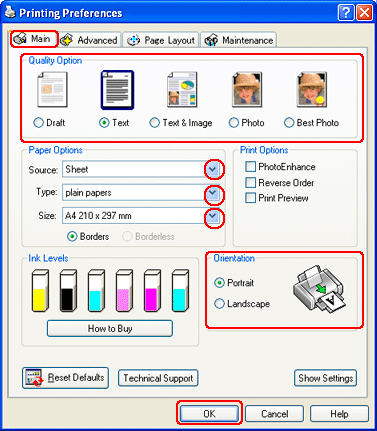 Printing Preferences
Main Advanced Page Layout Maintenance
Quality Option
Draft Text Text & Image Photo Best Photo
Paper Options
Source: Sheet
Type: plain papers
Size: A4 210 x 297 mm
Borders Borderless
Print Options
PhotoEnhance
Reverse Order
Print Preview
Ink Levels
How to Buy
Orientation
Portrait
Landscape
A
Reset Defaults Technical Support Show Settings
OK Cancel Help